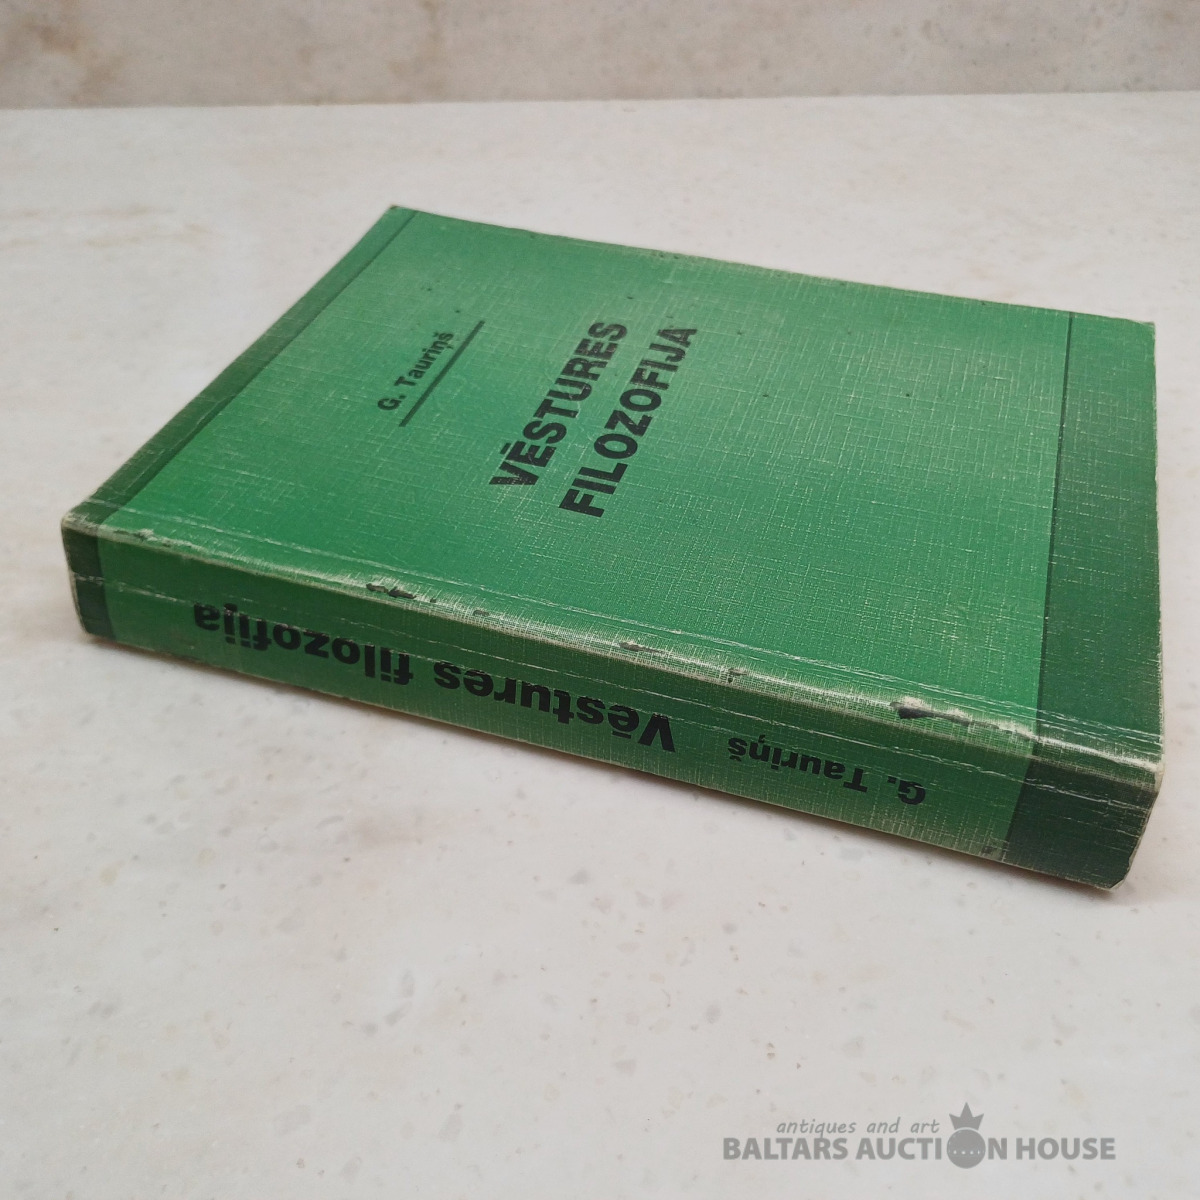 G. Tauriņš
VĒSTURES
FILOZOFIJA
G. Tauriņš
Vēstures filozofija
antiques and art
BALTARS AUCTION HOUSE